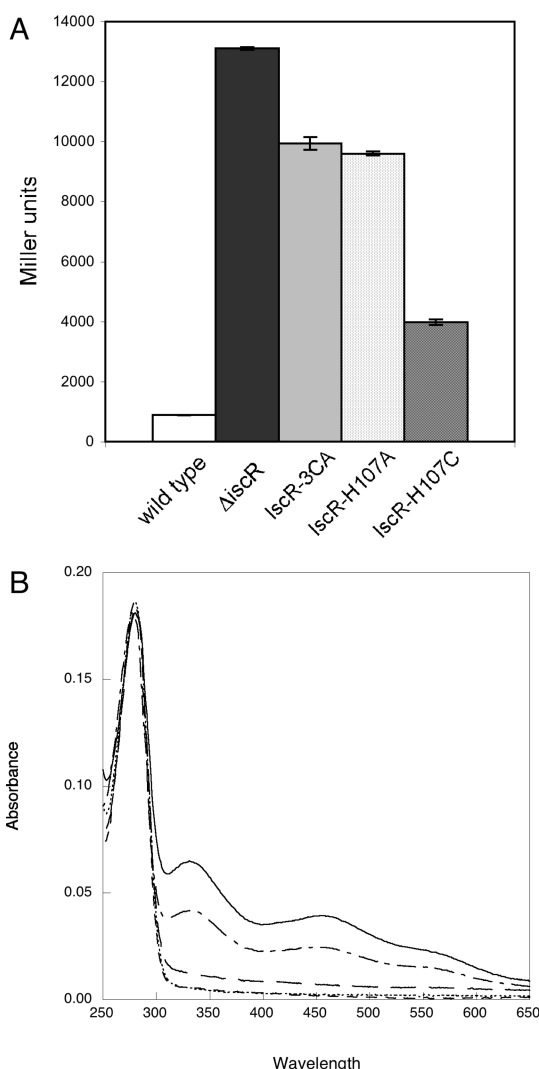 A
14000
12000
10000
8000
6000
4000
2000
0
Miller units
wild type
ΔiscR
IscR-3CA
IscR-H107A
IscR-H107C
B
0.20
0.15
0.10
0.05
0.00
Absorbance
250 300 350 400 450 500 550 600 650
Wavelength